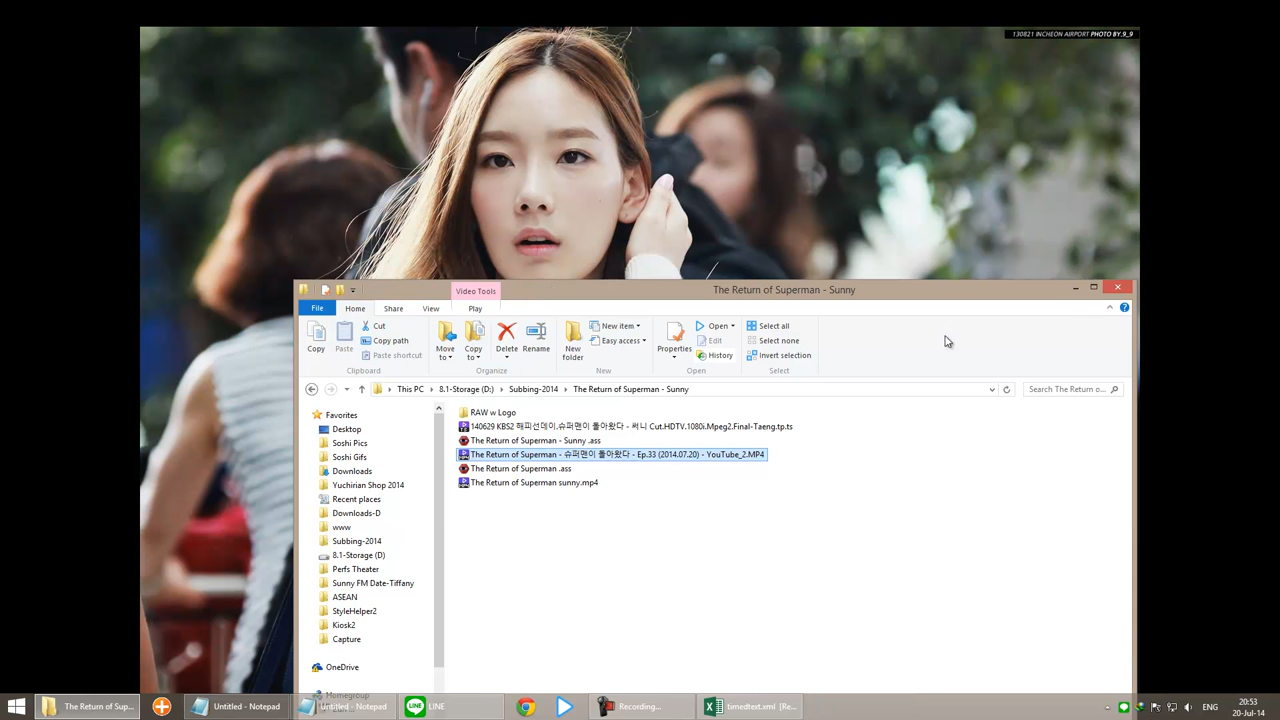 130821 INCHEON AIRPORT PHOTO BY.9_9
Video Tools
The Return of Superman - Sunny
File Home Share View Play
Copy
Paste
Cut
Copy path
Paste shortcut
Clipboard
Move to
Copy to
Delete
Rename
Organize
New folder
New item
Easy access
New
Properties
Open
Edit
History
Open
Select all
Select none
Invert selection
Select
This PC 8.1-Storage (D:) Subbing-2014 The Return of Superman - Sunny
Search The Return o...
Favorites
Desktop
Soshi Pics
Soshi Gifs
Downloads
Yuchirian Shop 2014
Recent places
Downloads-D
www
Subbing-2014
8.1-Storage (D)
Perfs Theater
Sunny FM Date-Tiffany
ASEAN
StyleHelper2
Kiosk2
Capture
OneDrive
Homegroup
RAW w Logo
140629 KBS2 해피선데이.슈퍼맨이 돌아왔다 - 써니 Cut.HDTV.1080i.Mpeg2.Final-Taeng.tp.ts
The Return of Superman - Sunny .ass
The Return of Superman - 슈퍼맨이 돌아왔다 - Ep.33 (2014.07.20) - YouTube_2.MP4
The Return of Superman .ass
The Return of Superman sunny.mp4
The Return of Sup...
Untitled - Notepad
Untitled - Notepad
LINE
Recording...
timedtext.xml [Re...
ENG
20:53
20-Jul-14